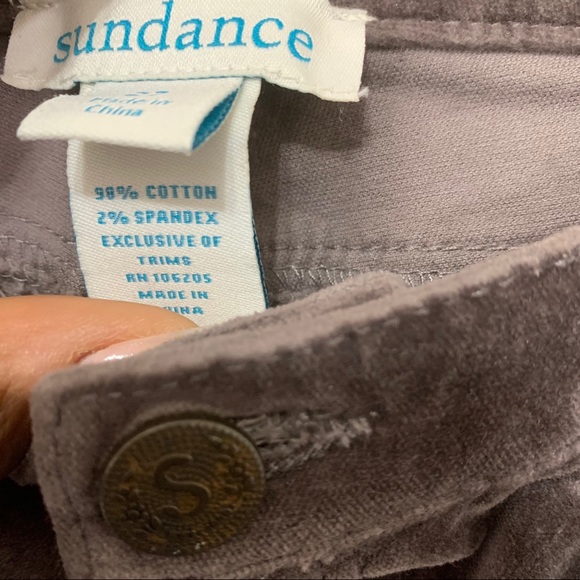 sundance
Made in
China
98% COTTON
2% SPANDEX
EXCLUSIVE OF
TRIMS
RN 106205
MADE IN
S